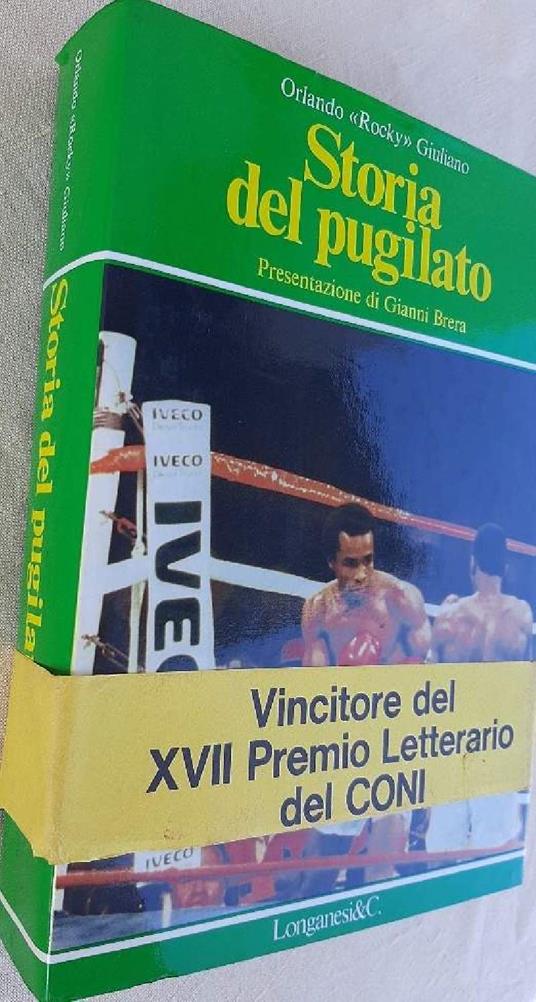 Orlando «Rocky» Giuliano
Storia
del pugilato
Presentazione di Gianni Brera
Orlando «Rocky» Giuliano
Storia del pugila
IVECO
IVECO
IVECO
Vincitore del
XVII Premio Letterario
del CONI
IVECO
Longanesi&C.